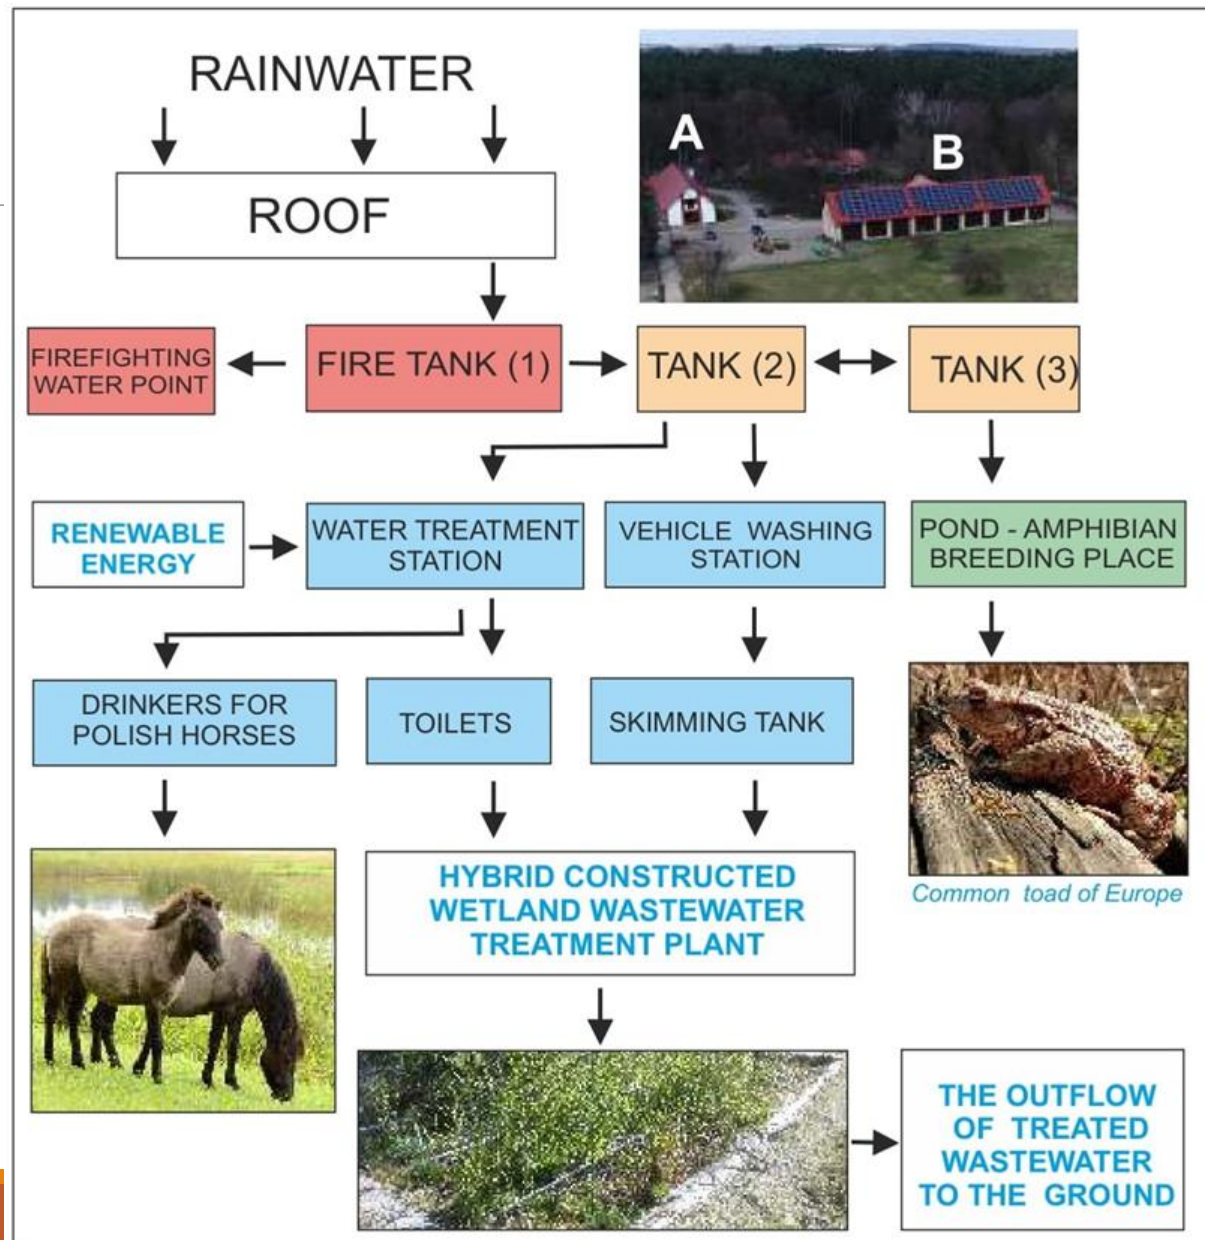 RAINWATER
A
B
ROOF
FIREFIGHTING
WATER POINT
FIRE TANK (1)
TANK (2)
TANK (3)
RENEWABLE
ENERGY
WATER TREATMENT
STATION
VEHICLE WASHING
STATION
POND - AMPHIBIAN
BREEDING PLACE
DRINKERS FOR
POLISH HORSES
TOILETS
SKIMMING TANK
Common toad of Europe
HYBRID CONSTRUCTED
WETLAND WASTEWATER
TREATMENT PLANT
THE OUTFLOW
OF TREATED
WASTEWATER
TO THE GROUND